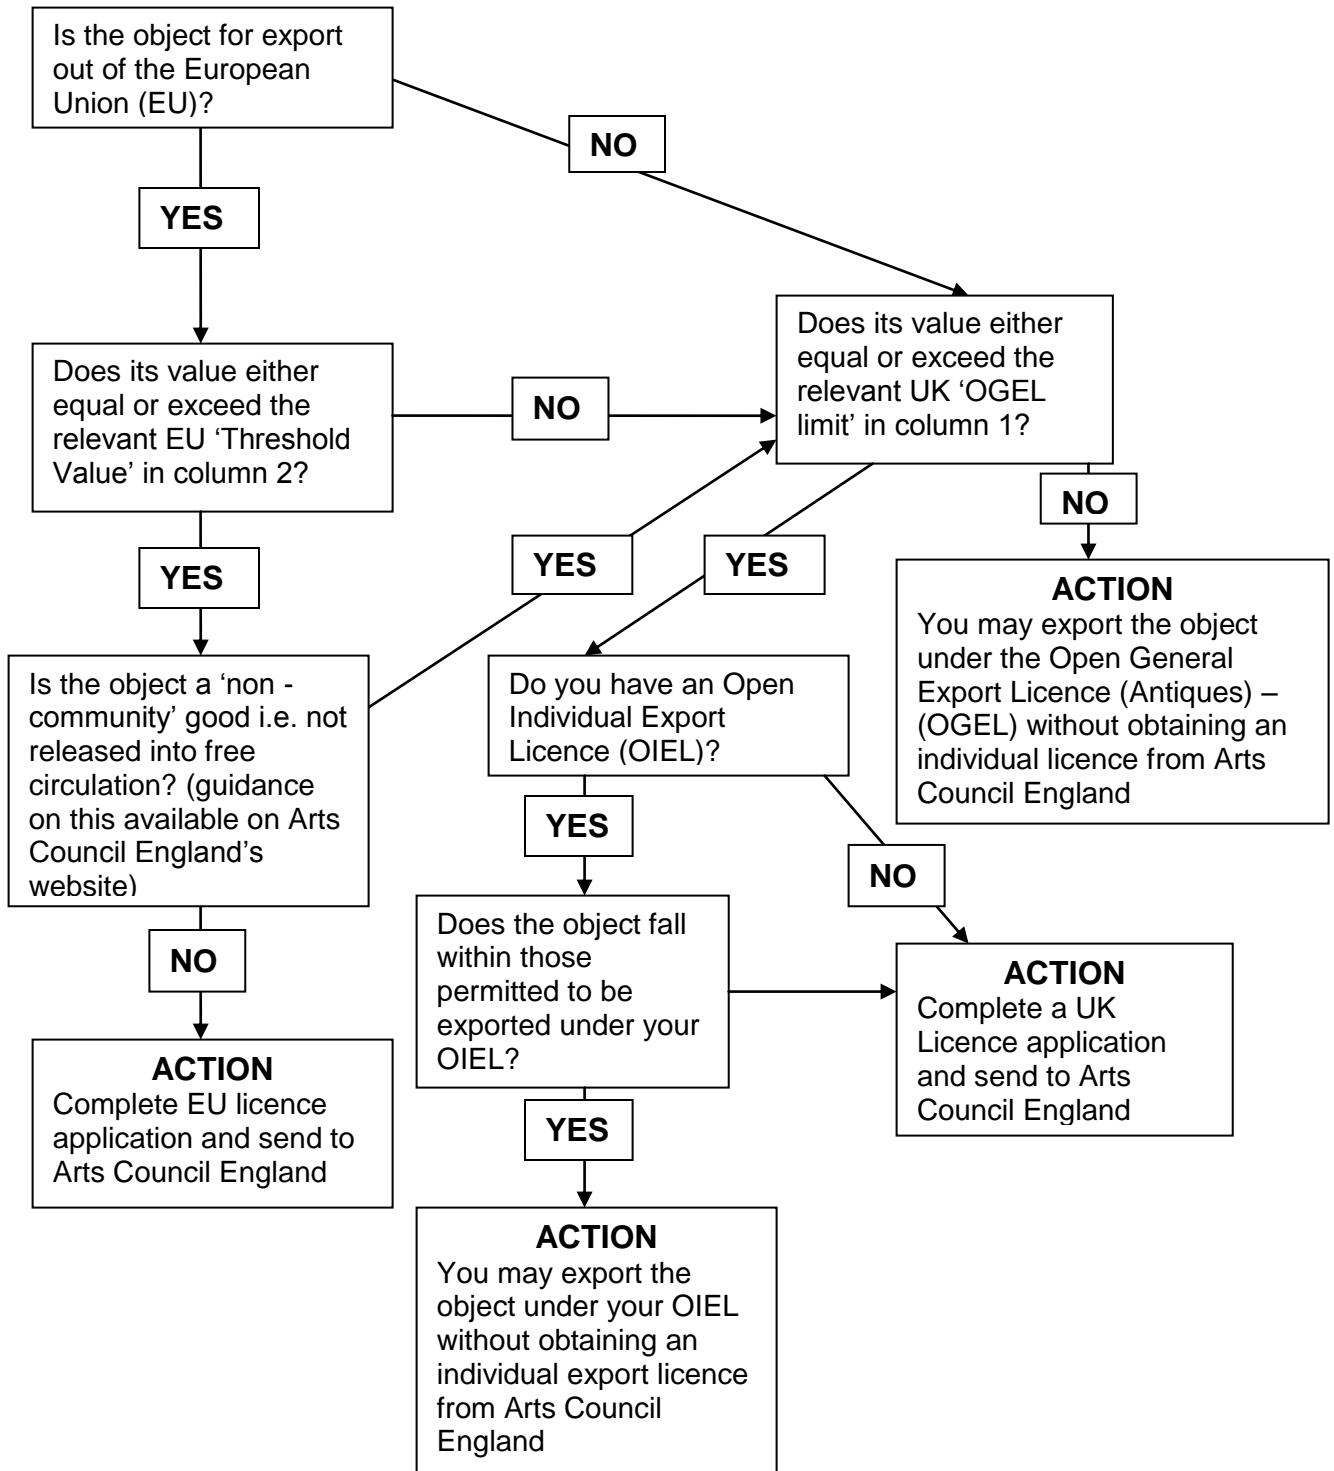 Is the object for export
out of the European
Union (EU)?
NO
YES
Does its value either
equal or exceed the
relevant UK ‘OGEL
limit’ in column 1?
Does its value either
equal or exceed the
relevant EU ‘Threshold
Value’ in column 2?
NO
NO
YES
YES
YES
ACTION
You may export the object
under the Open General
Export Licence (Antiques) –
(OGEL) without obtaining an
individual licence from Arts
Council England
Is the object a ‘non -
community’ good i.e. not
released into free
circulation? (guidance
on this available on Arts
Council England’s
website)
Do you have an Open
Individual Export
Licence (OIEL)?
YES
NO
NO
Does the object fall
within those
permitted to be
exported under your
OIEL?
ACTION
Complete a UK
Licence application
and send to Arts
Council England
ACTION
Complete EU licence
application and send to
Arts Council England
YES
ACTION
You may export the
object under your OIEL
without obtaining an
individual export licence
from Arts Council
England